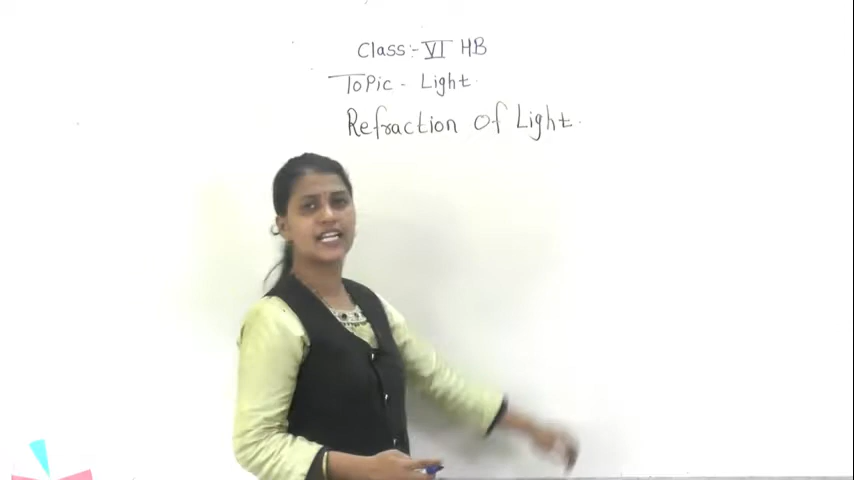 Class:- VI HB
Topic - Light.
Refraction of Light.